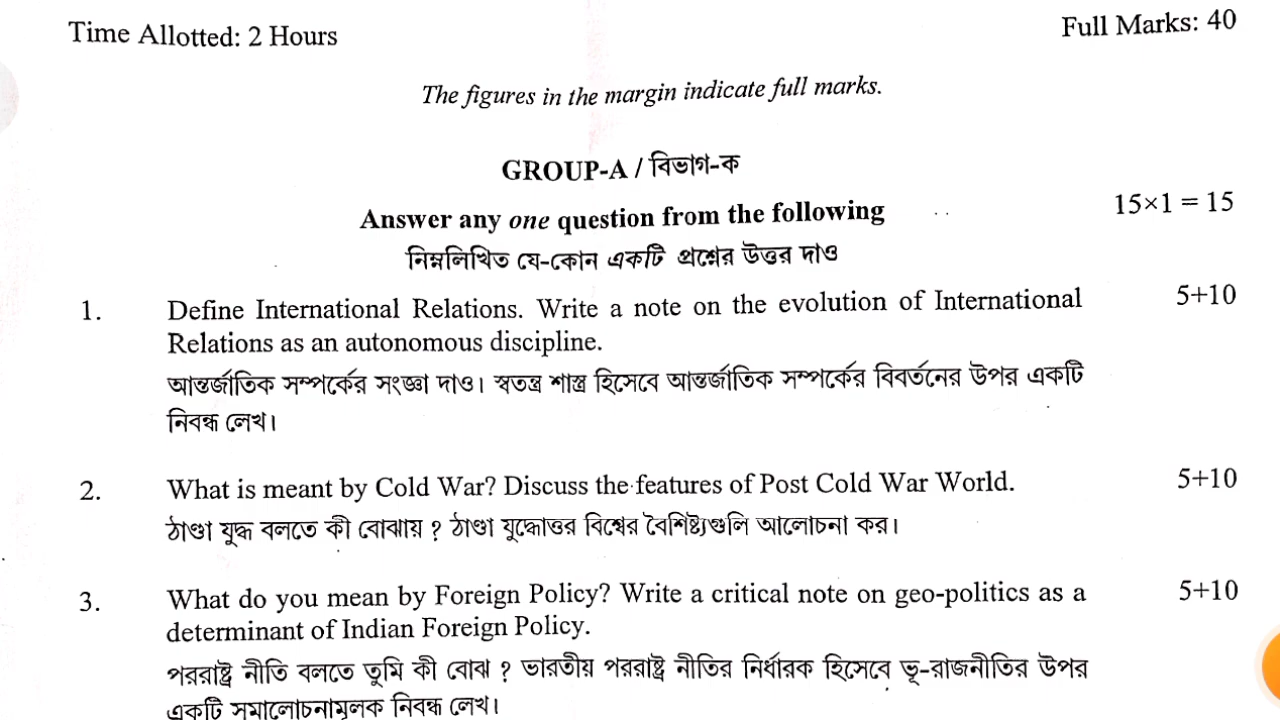 Time Allotted: 2 Hours
Full Marks: 40
The figures in the margin indicate full marks.
GROUP-A / বিভাগ-ক
Answer any one question from the following
15×1 = 15
নিম্নলিখিত যে-কোন একটি প্রশ্নের উত্তর দাও
1. Define International Relations. Write a note on the evolution of International 5+10
Relations as an autonomous discipline.
আন্তর্জাতিক সম্পর্কের সংজ্ঞা দাও। স্বতন্ত্র শাস্ত্র হিসেবে আন্তর্জাতিক সম্পর্কের বিবর্তনের উপর একটি
নিবন্ধ লেখ।
2. What is meant by Cold War? Discuss the features of Post Cold War World. 5+10
ঠাণ্ডা যুদ্ধ বলতে কী বোঝায় ? ঠাণ্ডা যুদ্ধোত্তর বিশ্বের বৈশিষ্ট্যগুলি আলোচনা কর।
3. What do you mean by Foreign Policy? Write a critical note on geo-politics as a 5+10
determinant of Indian Foreign Policy.
পররাষ্ট্র নীতি বলতে তুমি কী বোঝ ? ভারতীয় পররাষ্ট্র নীতির নির্ধারক হিসেবে ভূ-রাজনীতির উপর
একটি সমালোচনামূলক নিবন্ধ লেখ।